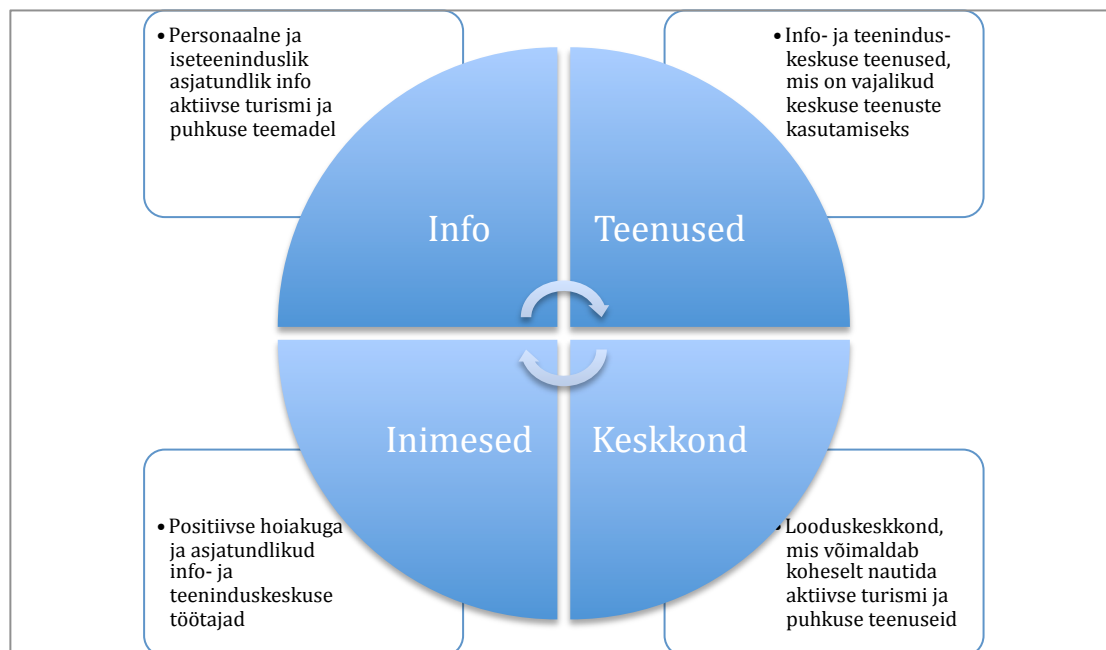 • Personaalne ja
iseteeninduslik
asjatundlik info
aktiivse turismi ja
puhkuse teemadel
• Info- ja teenindus-
keskuse teenused,
mis on vajalikud
keskuse teenuste
kasutamiseks
Info
Teenused
Inimesed
Keskkond
• Positiivse hoiakuga
ja asjatundlikud
info- ja
teeninduskeskuse
töötajad
• Looduskeskkond,
mis võimaldab
koheselt nautida
aktiivse turismi ja
puhkuse teenuseid